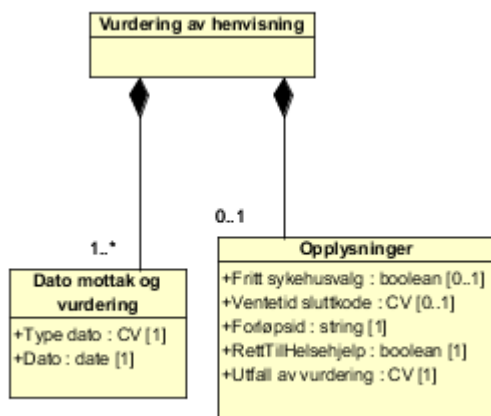 Vurdering av henvisning
0..1
1..*
Opplysninger
+Fritt sykehusvalg : boolean [0..1]
+Ventetid sluttkode : CV [0..1]
+Forløpsid : string [1]
+RettTilHelsehjelp : boolean [1]
+Utfall av vurdering : CV [1]
Dato mottak og
vurdering
+Type dato : CV [1]
+Dato : date [1]